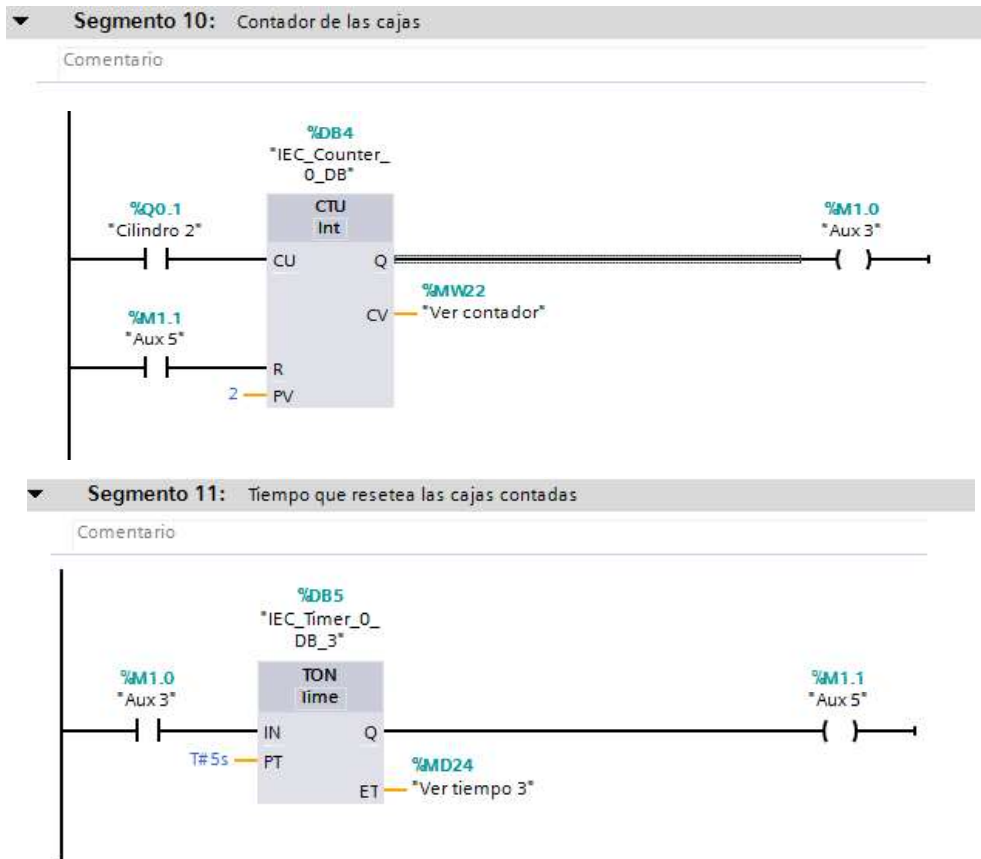 Segmento 10: Contador de las cajas
Comentario
%DB4
"IEC_Counter_
0_DB"
%Q0.1
"Cilindro 2"
CTU
Int
%M1.0
"Aux 3"
CU
Q
%MW22
CV
"Ver contador"
%M1.1
"Aux 5"
R
2
PV
Segmento 11: Tiempo que resetea las cajas contadas
Comentario
%DB5
"IEC_Timer_0_
DB_3"
%M1.0
"Aux 3"
TON
Time
%M1.1
"Aux 5"
IN
Q
T#5s
PT
%MD24
ET
"Ver tiempo 3"